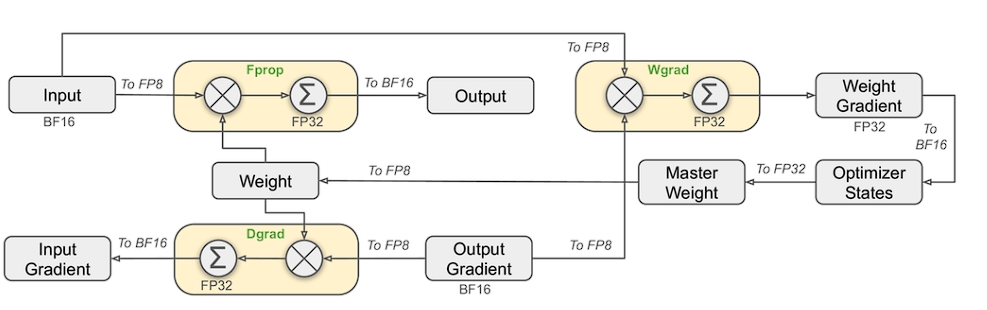 To FP8
Fprop
Wgrad
Input
To FP8
Σ
To BF16
Output
Σ
Weight
Gradient
BF16
FP32
FP32
FP32
To
BF16
Weight
To FP8
Master
Weight
To FP32
Optimizer
States
Dgrad
Input
Gradient
To BF16
Σ
To FP8
Output
Gradient
To FP8
FP32
BF16